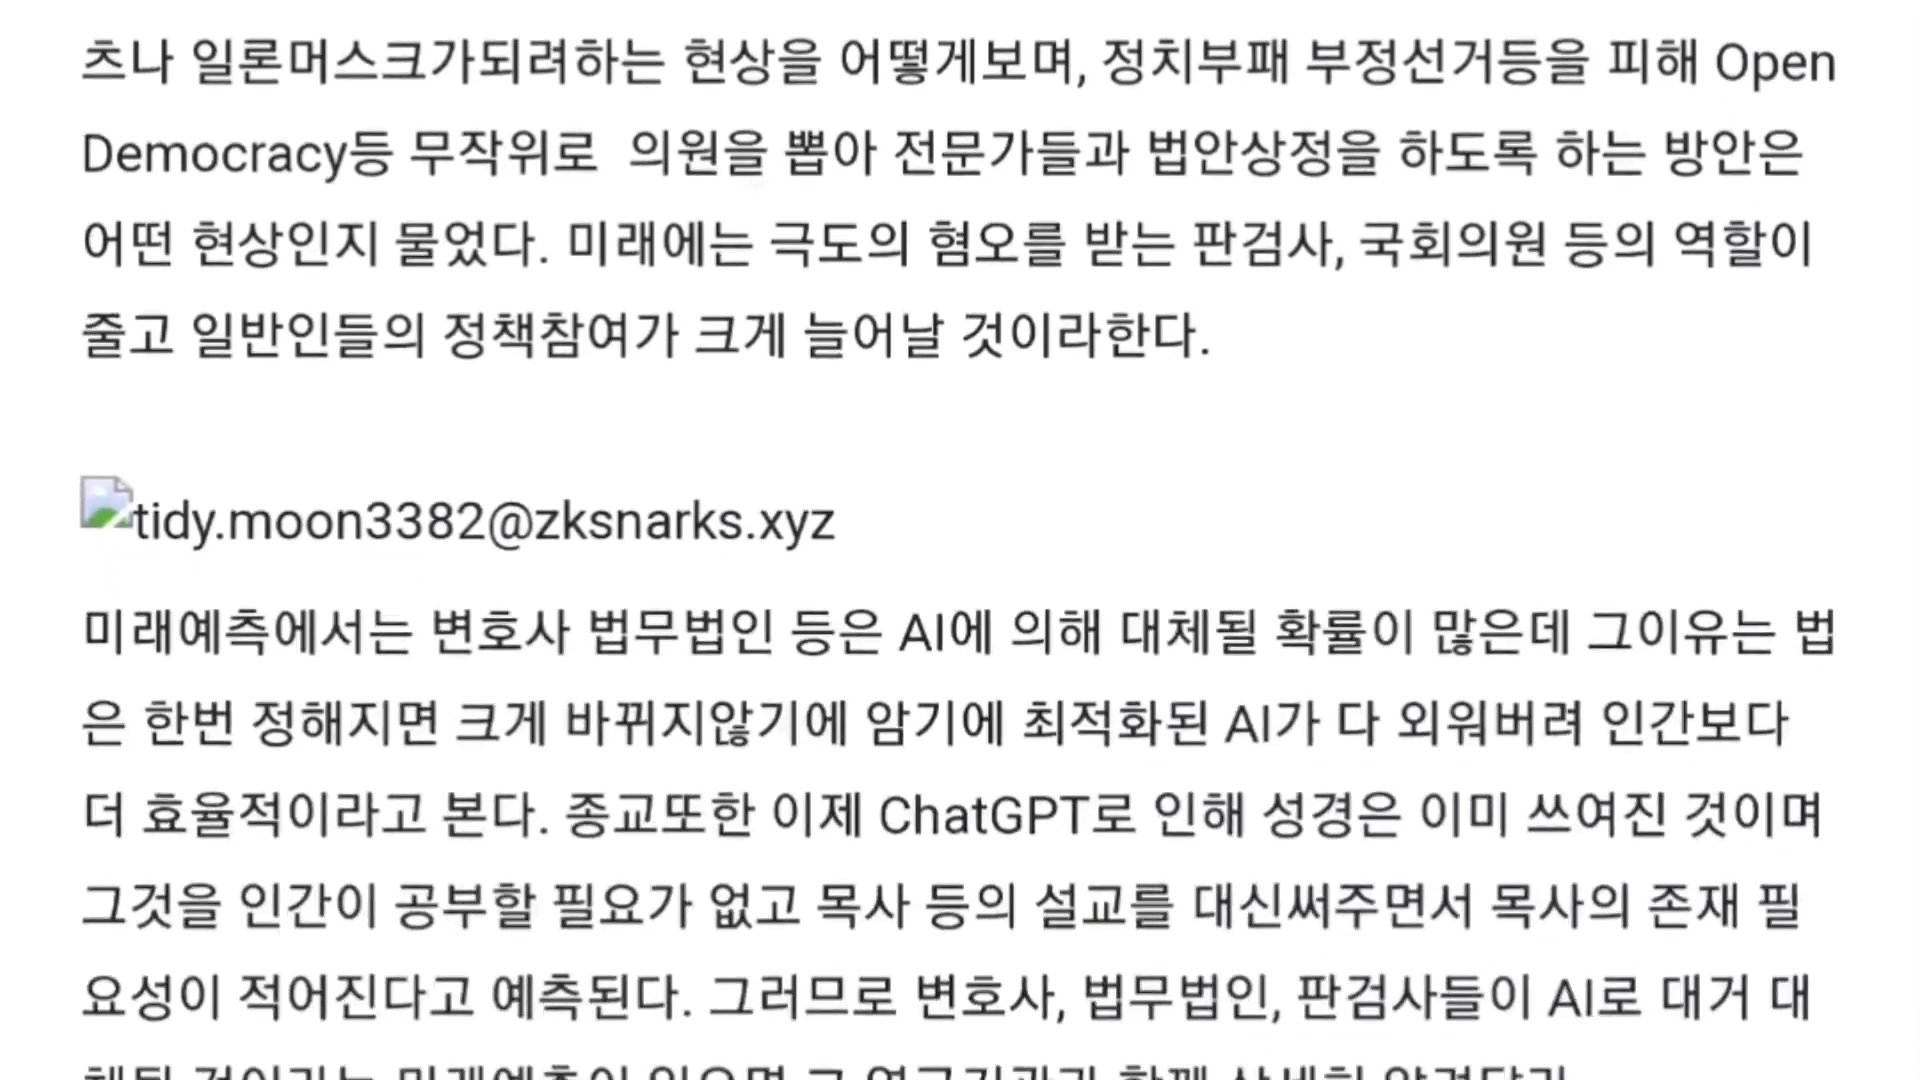 츠나 일론머스크가되려하는 현상을 어떻게보며, 정치부패 부정선거등을 피해 Open
Democracy등 무작위로  의원을 뽑아 전문가들과 법안상정을 하도록 하는 방안은
어떤 현상인지 물었다. 미래에는 극도의 혐오를 받는 판검사, 국회의원 등의 역할이
줄고 일반인들의 정책참여가 크게 늘어날 것이라한다.
tidy.moon3382@zksnarks.xyz
미래예측에서는 변호사 법무법인 등은 AI에 의해 대체될 확률이 많은데 그이유는 법
은 한번 정해지면 크게 바뀌지않기에 암기에 최적화된 AI가 다 외워버려 인간보다
더 효율적이라고 본다. 종교또한 이제 ChatGPT로 인해 성경은 이미 쓰여진 것이며
그것을 인간이 공부할 필요가 없고 목사 등의 설교를 대신써주면서 목사의 존재 필
요성이 적어진다고 예측된다. 그러므로 변호사, 법무법인, 판검사들이 AI로 대거 대